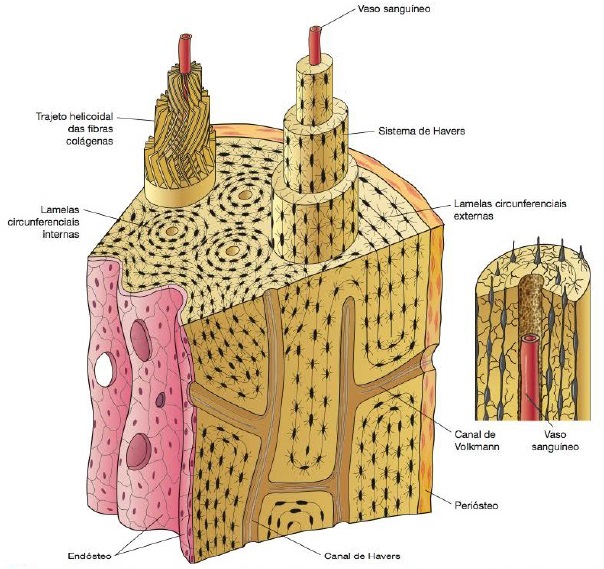 Vaso sanguíneo
Trajeto helicoidal
das fibras
colágenas
Sistema de Havers
Lamelas
circunferenciais
internas
Lamelas circunferenciais
externas
Canal de
Volkmann
Vaso
sanguíneo
Periósteo
Endósteo
Canal de Havers